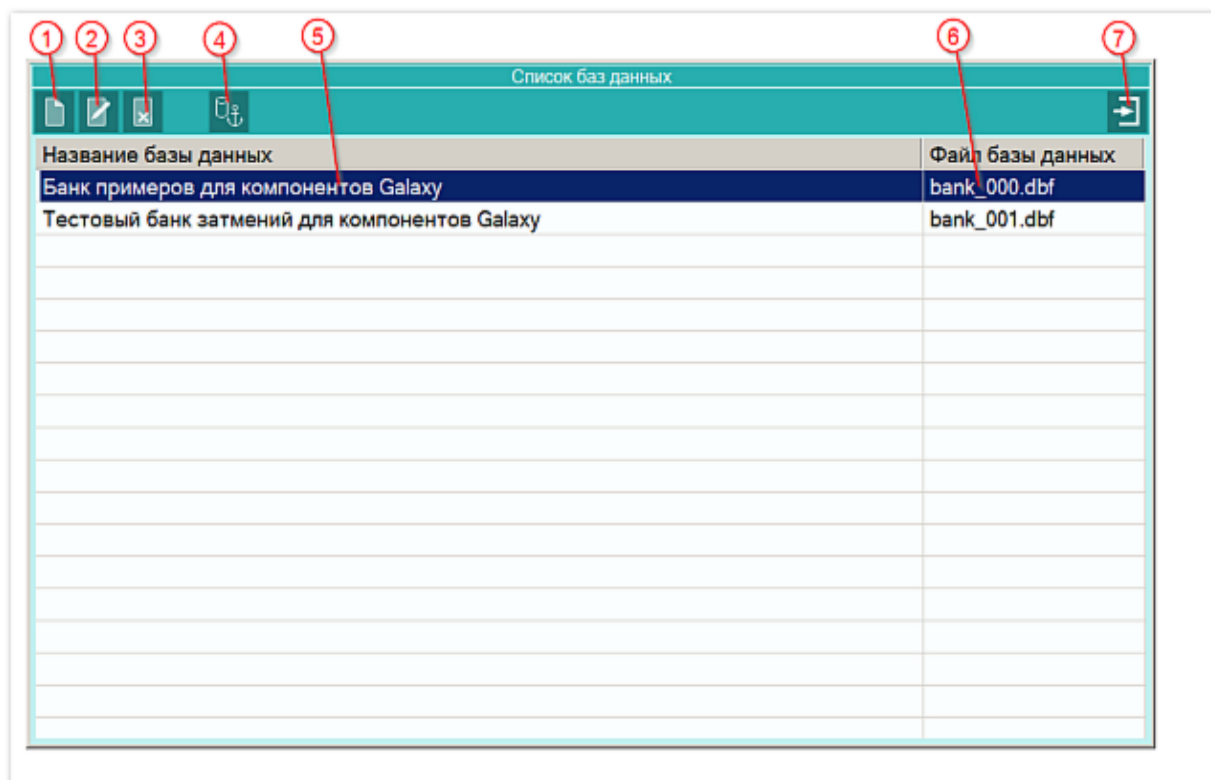 1 2 3 4 5 6 7
Список баз данных
Название базы данных Файл базы данных
Банк примеров для компонентов Galaxy bank_000.dbf
Тестовый банк затмений для компонентов Galaxy bank_001.dbf